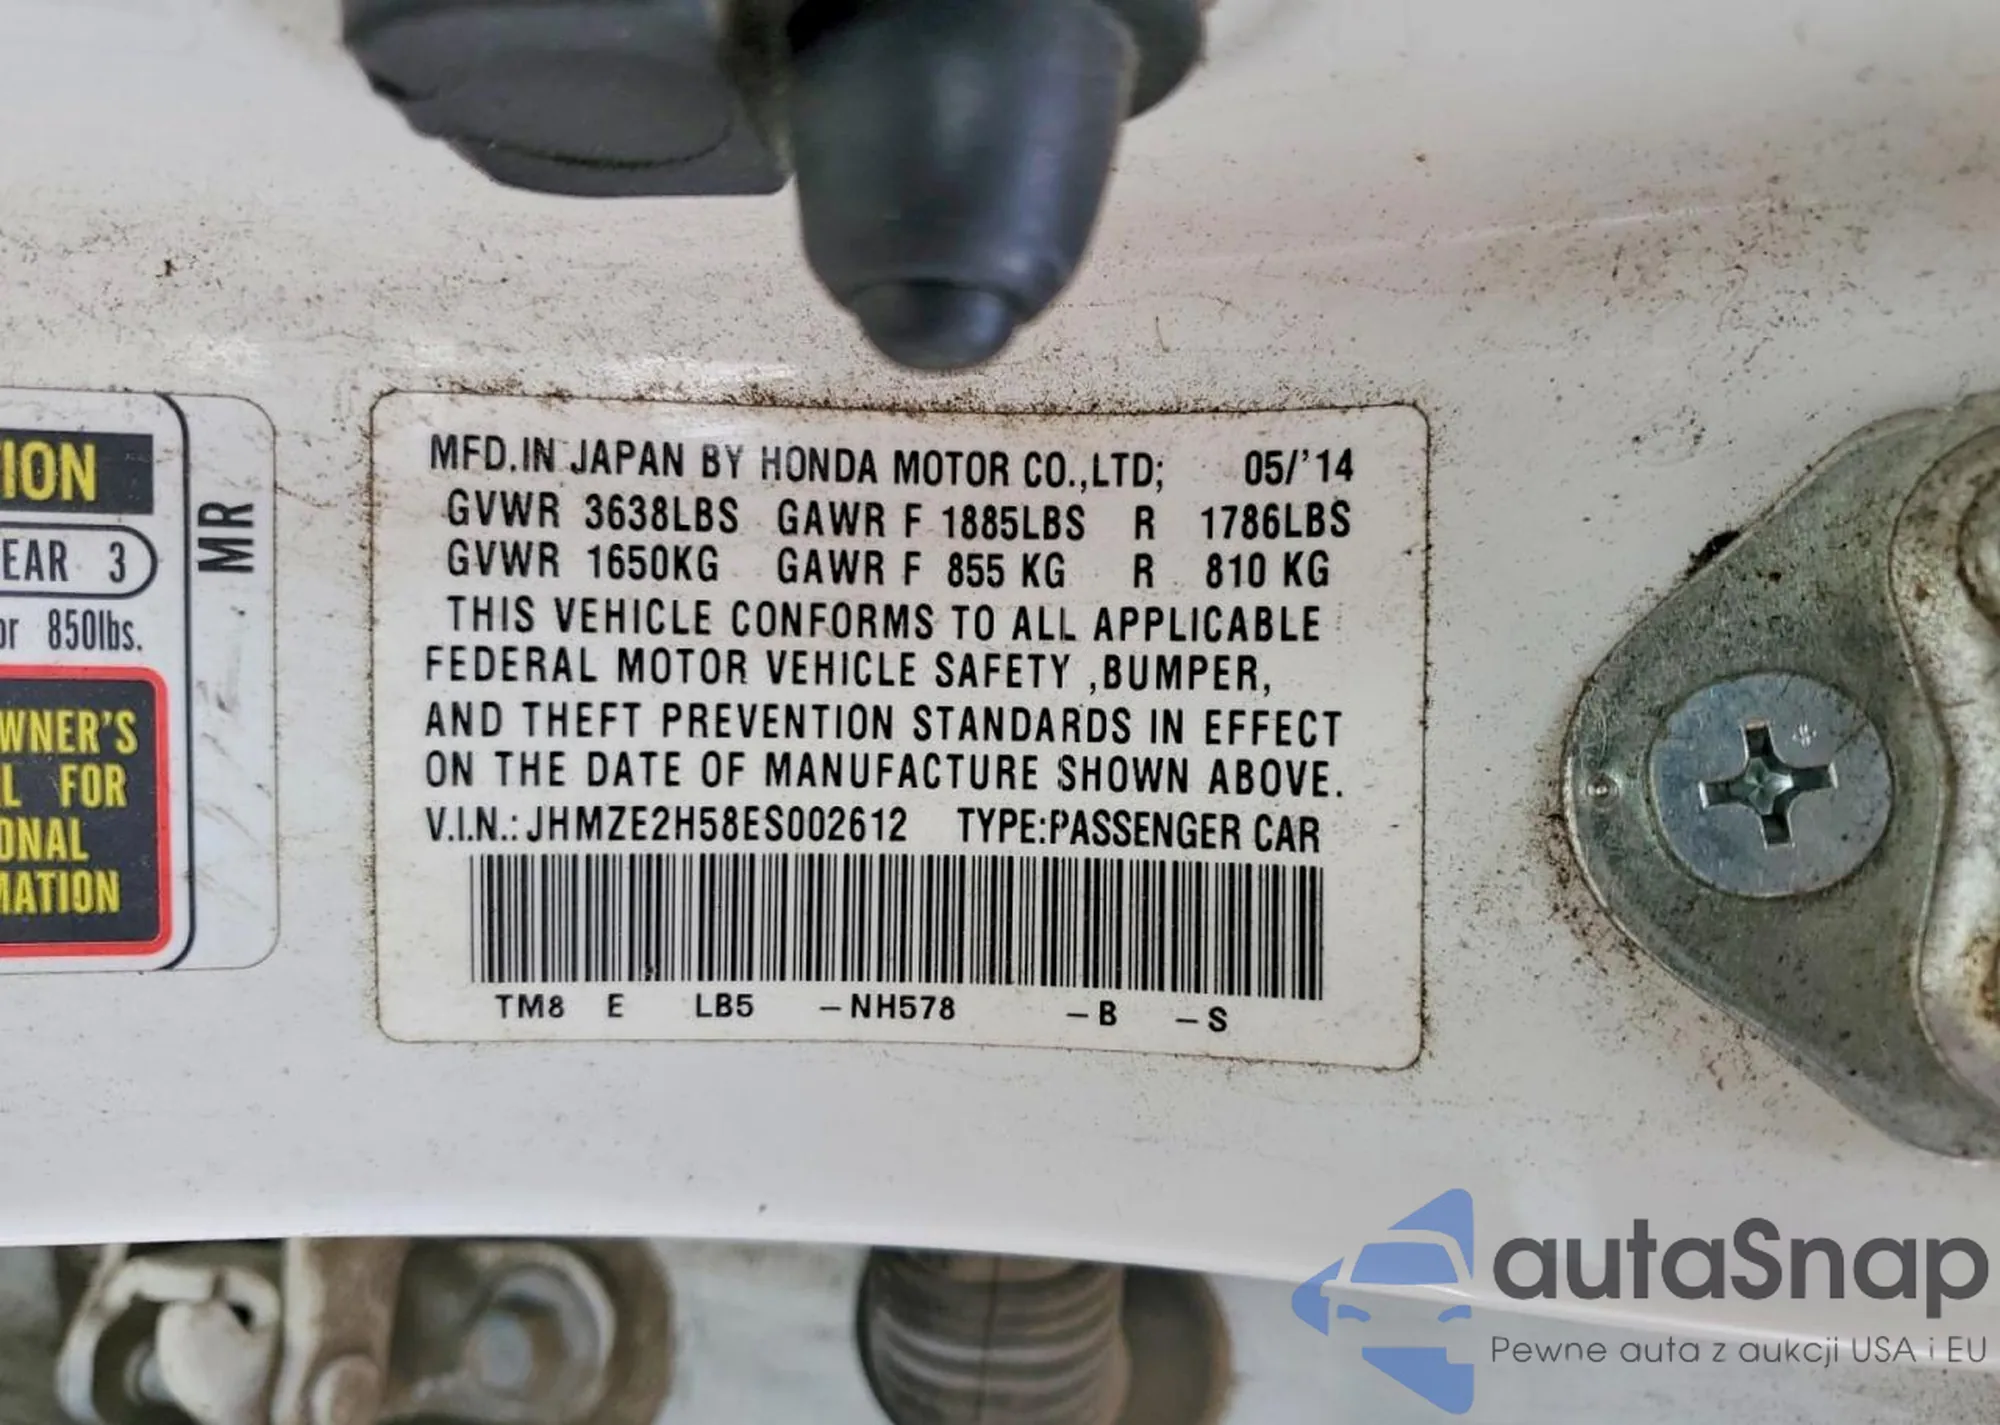 ION
EAR 3
or 850lbs.
WNER'S
L FOR
ONAL
MATION
MR
MFD.IN JAPAN BY HONDA MOTOR CO.,LTD; 05/'14
GVWR 3638LBS GAWR F 1885LBS R 1786LBS
GVWR 1650KG GAWR F 855 KG R 810 KG
THIS VEHICLE CONFORMS TO ALL APPLICABLE
FEDERAL MOTOR VEHICLE SAFETY ,BUMPER,
AND THEFT PREVENTION STANDARDS IN EFFECT
ON THE DATE OF MANUFACTURE SHOWN ABOVE.
V.I.N.: JHMZE2H58ES002612 TYPE:PASSENGER CAR
TM8 E LB5 -NH578 -B -S
autaSnap
Pewne auta z aukcji USA i EU